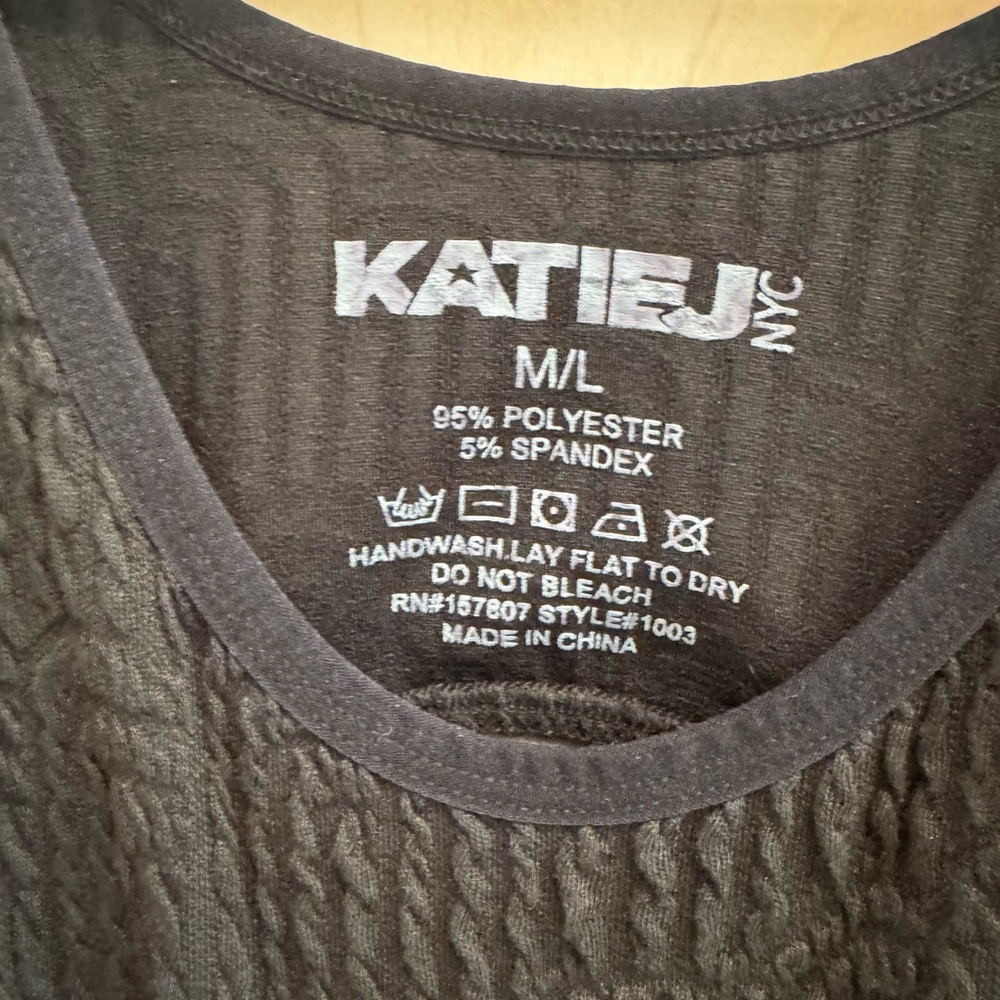 KATIEJ NYC
M/L
95% POLYESTER
5% SPANDEX
HANDWASH.LAY FLAT TO DRY
DO NOT BLEACH
RN#157807 STYLE#1003
MADE IN CHINA